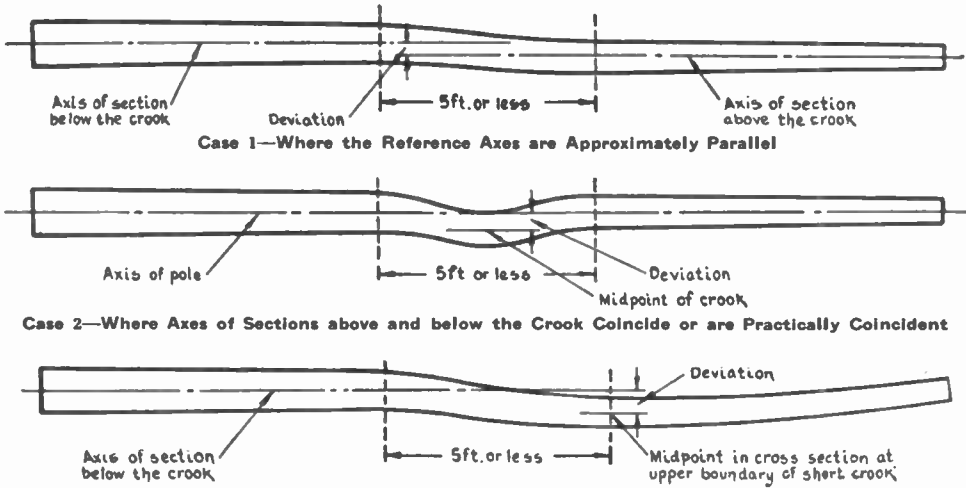 Axis of section
below the crook
Deviation
5ft. or less
Axis of section
above the crook
Case 1—Where the Reference Axes are Approximately Parallel
Axis of pole
5ft or less
Deviation
Midpoint of crook
Case 2—Where Axes of Sections above and below the Crook Coincide or are Practically Coincident
Deviation
Axis of section
below the crook
5ft. or less
Midpoint in cross section at
upper boundary of short crook